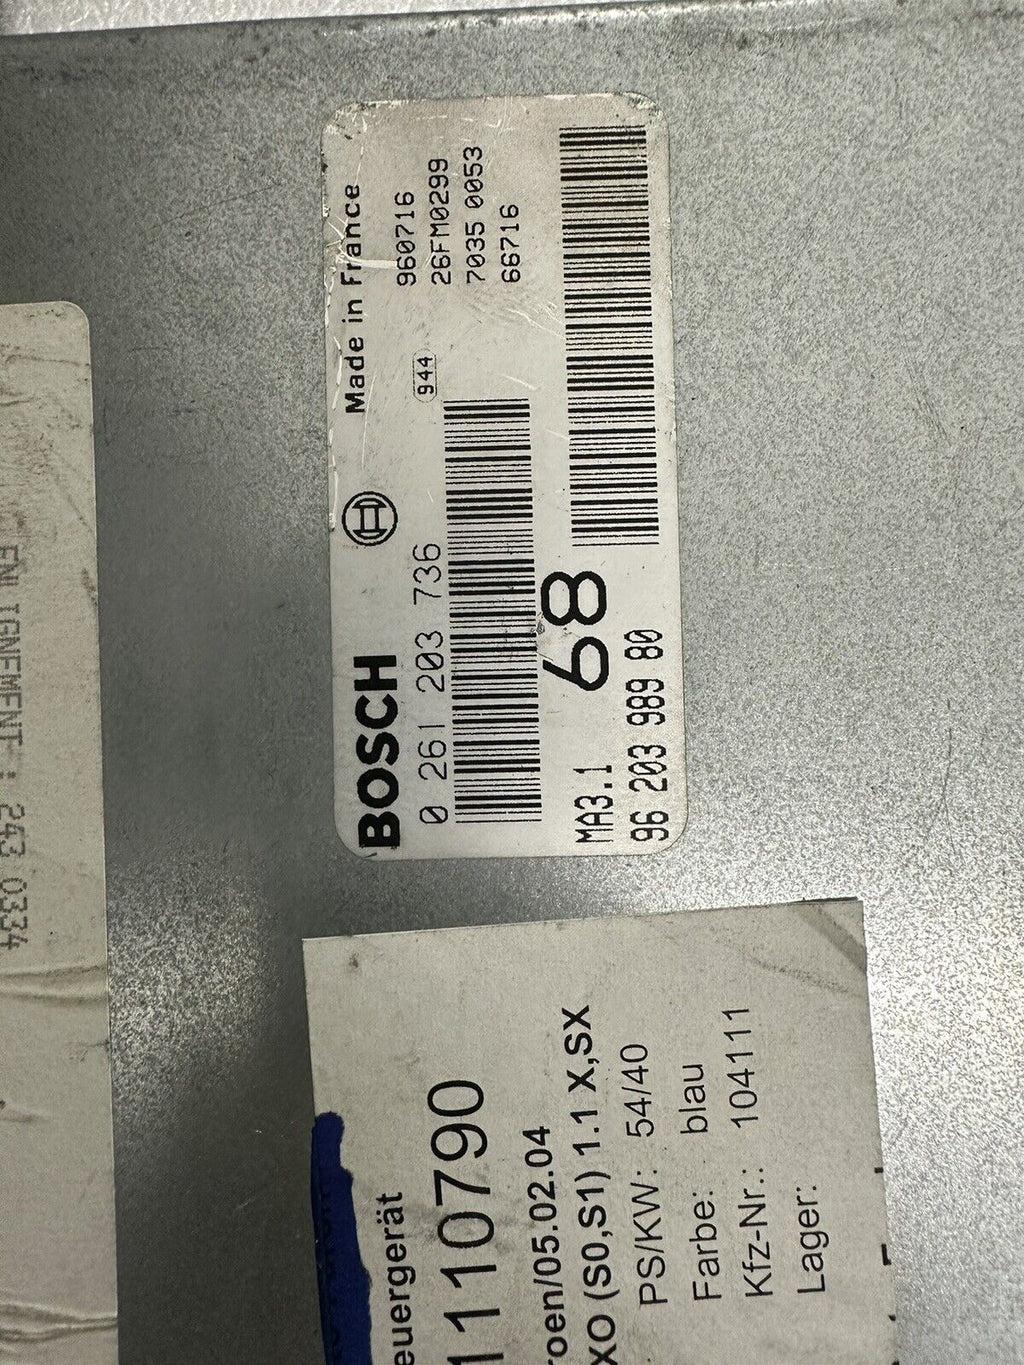 BOSCH
Made in France
0 261 203 736
944
960716
26FM0299
7035 0053
66716
68
MA3.1
96 203 989 80
ENLIGNEMENT : 243 0334
euergerät
1110790
roen/05.02.04
XO (S0,S1) 1.1 X,SX
PS/KW: 54/40
Farbe: blau
Kfz-Nr.: 104111
Lager: